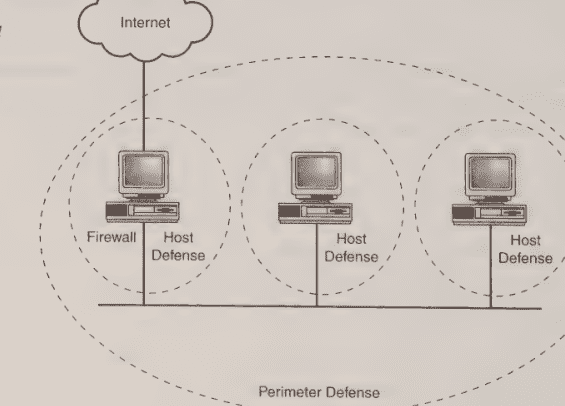 Internet
Firewall
Host
Defense
Host
Defense
Host
Defense
Perimeter Defense